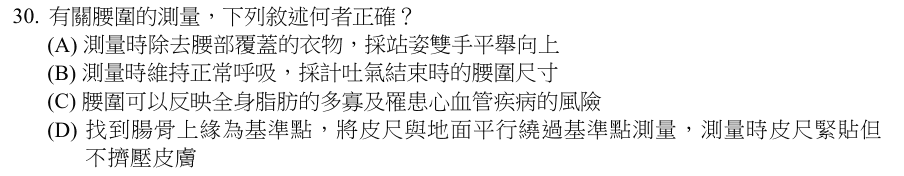 30. 有關腰圍的測量，下列敘述何者正確？
(A) 測量時除去腰部覆蓋的衣物，採站姿雙手平舉向上
(B) 測量時維持正常呼吸，採計吐氣結束時的腰圍尺寸
(C) 腰圍可以反映全身脂肪的多寡及罹患心血管疾病的風險
(D) 找到腸骨上緣為基準點，將皮尺與地面平行繞過基準點測量，測量時皮尺緊貼但
不擠壓皮膚